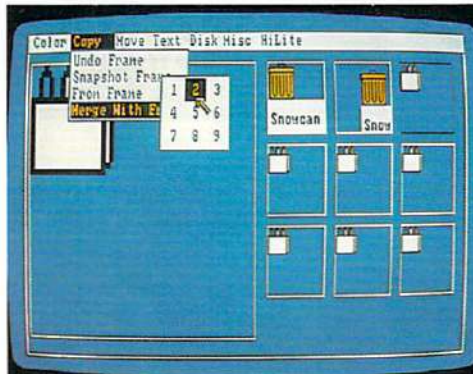 Color Copy Move Text Disk Misc HiLite
Undo Frame
Snapshot Frame
From Frame
Merge With Fr
1 2 3
4 5 6
7 8 9
Snowcan
Snow